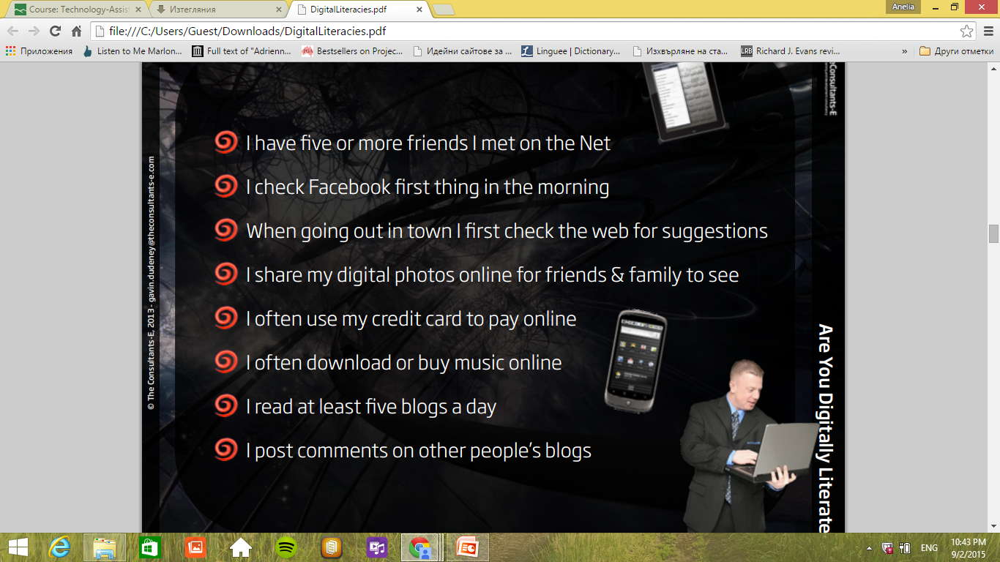 Course: Technology-Assist
Изтегляния
DigitalLiteracies.pdf
Anelia
file:///C:/Users/Guest/Downloads/DigitalLiteracies.pdf
Приложения
Listen to Me Marlon...
Full text of "Adrienn...
PGA
Bestsellers on Projec...
Идейни сайтове за ...
Linguee | Dictionary...
Изхвърляне на ста...
LRB
Richard J. Evans revi...
»
Други отметки
eConsultants-E
I have five or more friends I met on the Net
I check Facebook first thing in the morning
When going out in town I first check the web for suggestions
I share my digital photos online for friends & family to see
I often use my credit card to pay online
I often download or buy music online
I read at least five blogs a day
I post comments on other people's blogs
© The Consultants-E, 2013 - gavin.dudeney@theconsultants-e.com
Are You Digitally Literate
ENG
10:43 PM
9/2/2015